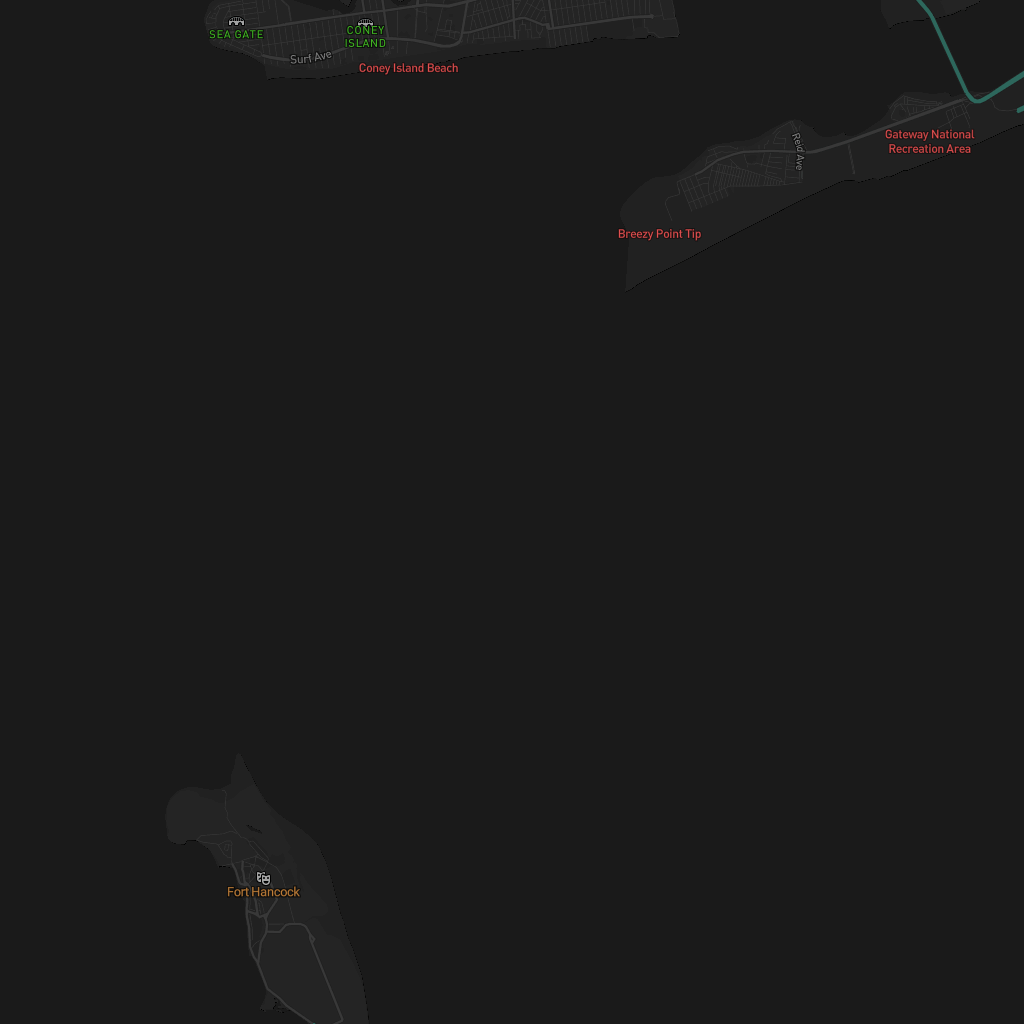 SEA GATE
CONEY
ISLAND
Surf Ave
Coney Island Beach
Reid Ave
Gateway National
Recreation Area
Breezy Point Tip
Fort Hancock